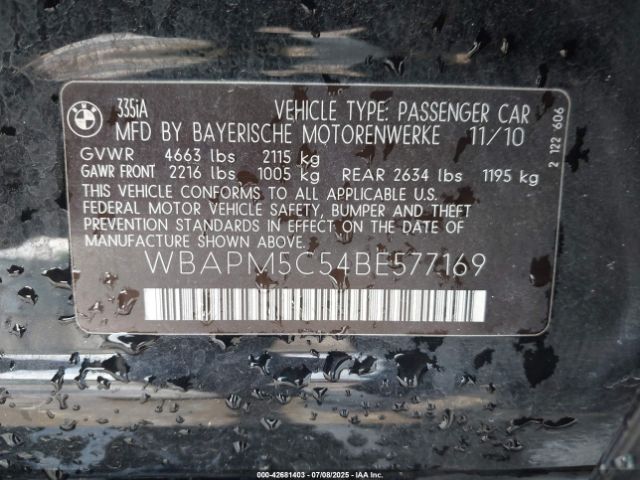 BMW
335iA
VEHICLE TYPE: PASSENGER CAR
MFD BY BAYERISCHE MOTORENWERKE 11/10
GVWR 4663 lbs 2115 kg
GAWR FRONT 2216 lbs 1005 kg REAR 2634 lbs 1195 kg
THIS VEHICLE CONFORMS TO ALL APPLICABLE U.S.
FEDERAL MOTOR VEHICLE SAFETY, BUMPER AND THEFT
PREVENTION STANDARDS IN EFFECT ON THE DATE OF
MANUFACTURE SHOWN ABOVE.
WBAPM5C54BE577169
2 122 606
000-42681403 - 07/08/2025 - IAAI.COM